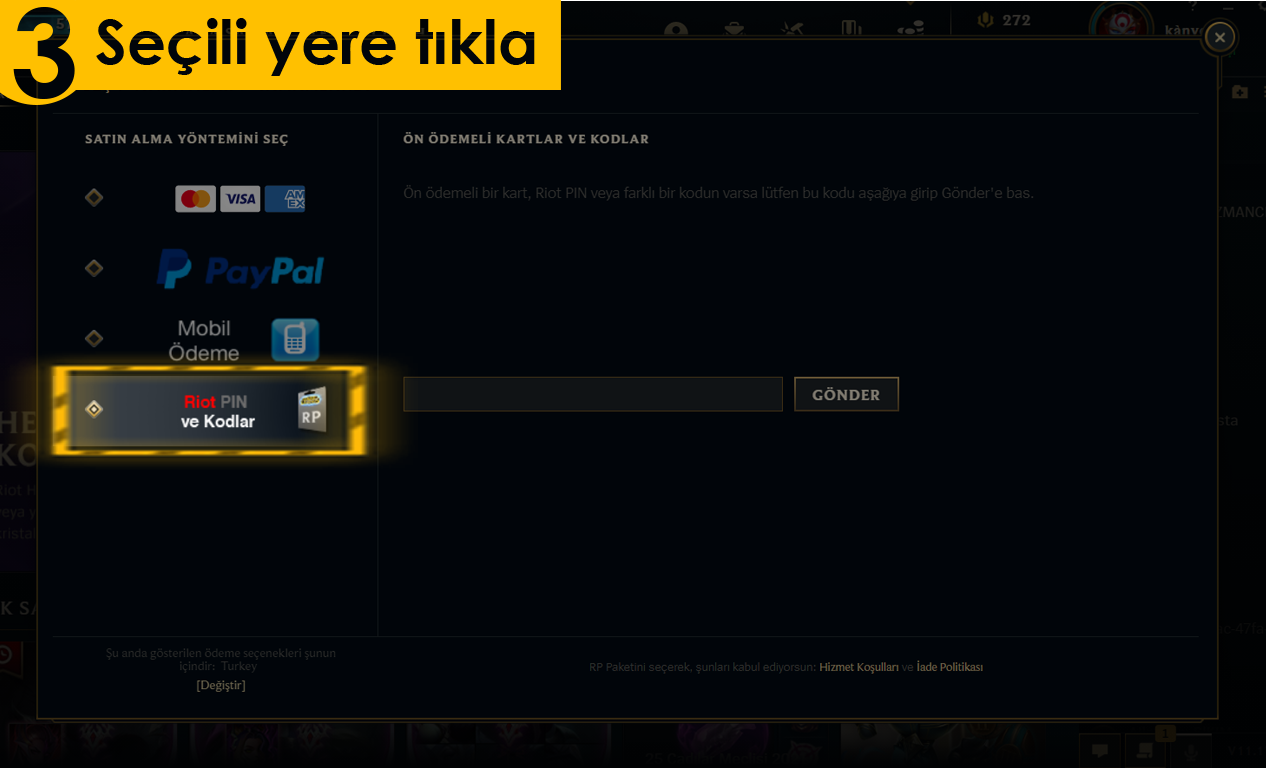 3 Seçili yere tıkla
272
SATIN ALMA YÖNTEMİNİ SEÇ
ÖN ÖDEMELİ KARTLAR VE KODLAR
VISA
AM
EX
Ön ödemeli bir kart, Riot PIN veya farklı bir kodun varsa lütfen bu kodu aşağıya girip Gönder'e bas.
PayPal
Mobil
Ödeme
Riot PIN
ve Kodlar
RP
GÖNDER
Şu anda gösterilen ödeme seçenekleri şunun
içindir: Turkey
[Değiştir]
RP Paketini seçerek, şunları kabul ediyorsun: Hizmet Koşulları ve İade Politikası
1